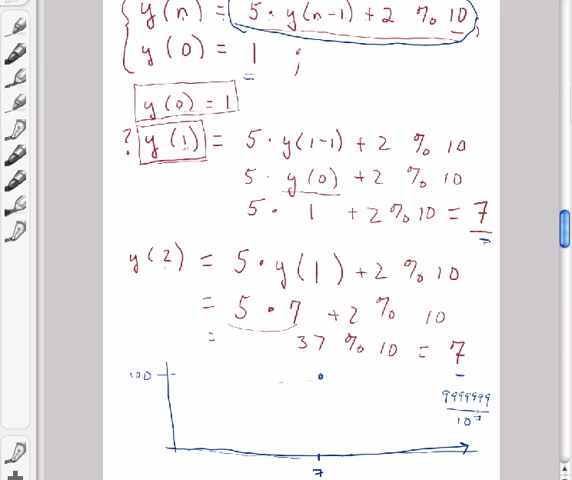 y(n) = 5 · y(n-1) + 2 % 10 ;
y(0) = 1 ;
y(0) = 1
? y(1) = 5 · y(1-1) + 2 % 10
5 · y(0) + 2 % 10
5 · 1 + 2 % 10 = 7
y(2) = 5 · y(1) + 2 % 10
= 5 · 7 + 2 % 10
= 37 % 10 = 7
100
9999999
10⁷
7